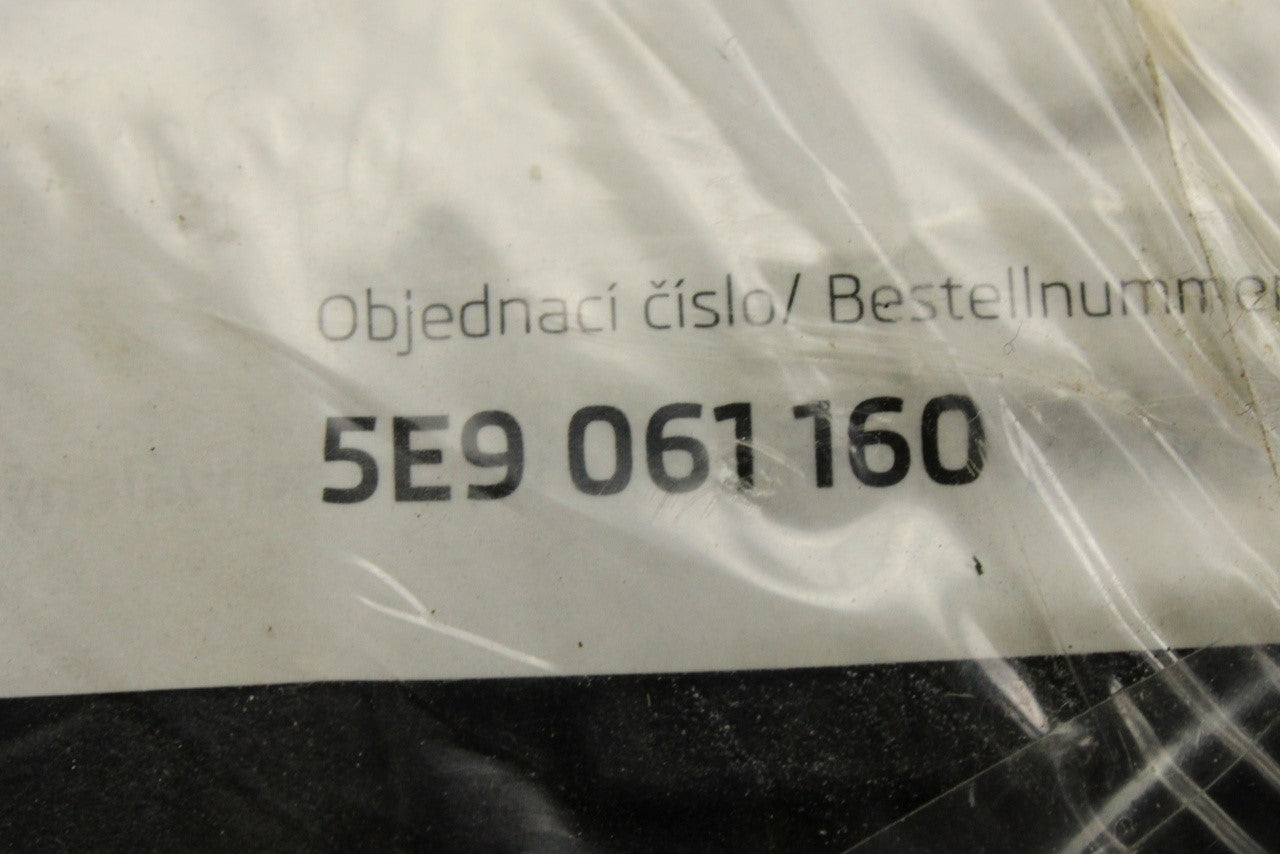 Objednací číslo/ Bestellnummer
5E9 061 160